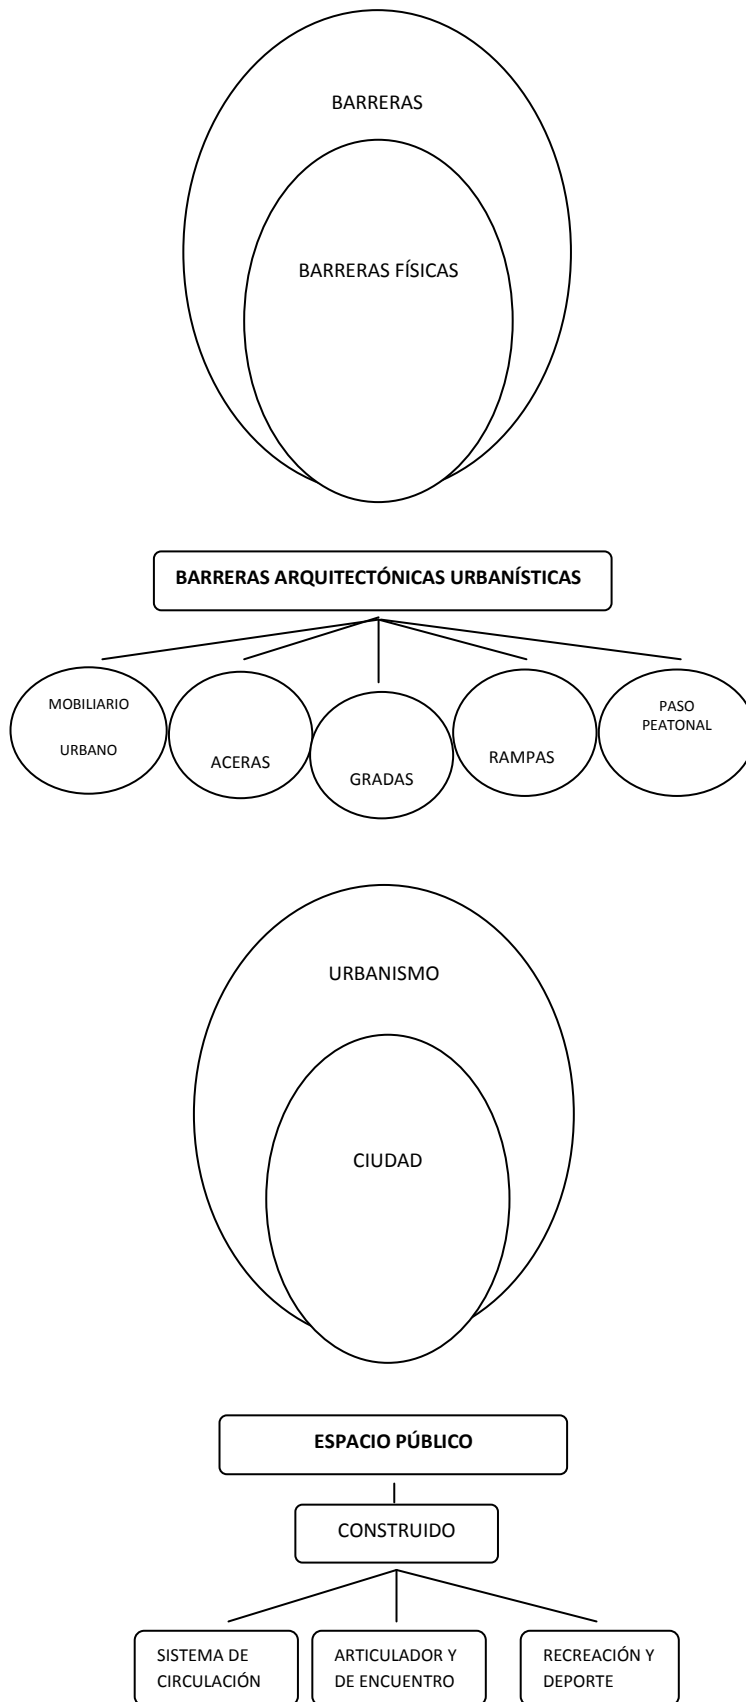 BARRERAS
BARRERAS FÍSICAS
BARRERAS ARQUITECTÓNICAS URBANÍSTICAS
MOBILIARIO
URBANO
ACERAS
GRADAS
RAMPAS
PASO
PEATONAL
URBANISMO
CIUDAD
ESPACIO PÚBLICO
CONSTRUIDO
SISTEMA DE
CIRCULACIÓN
ARTICULADOR Y
DE ENCUENTRO
RECREACIÓN Y
DEPORTE